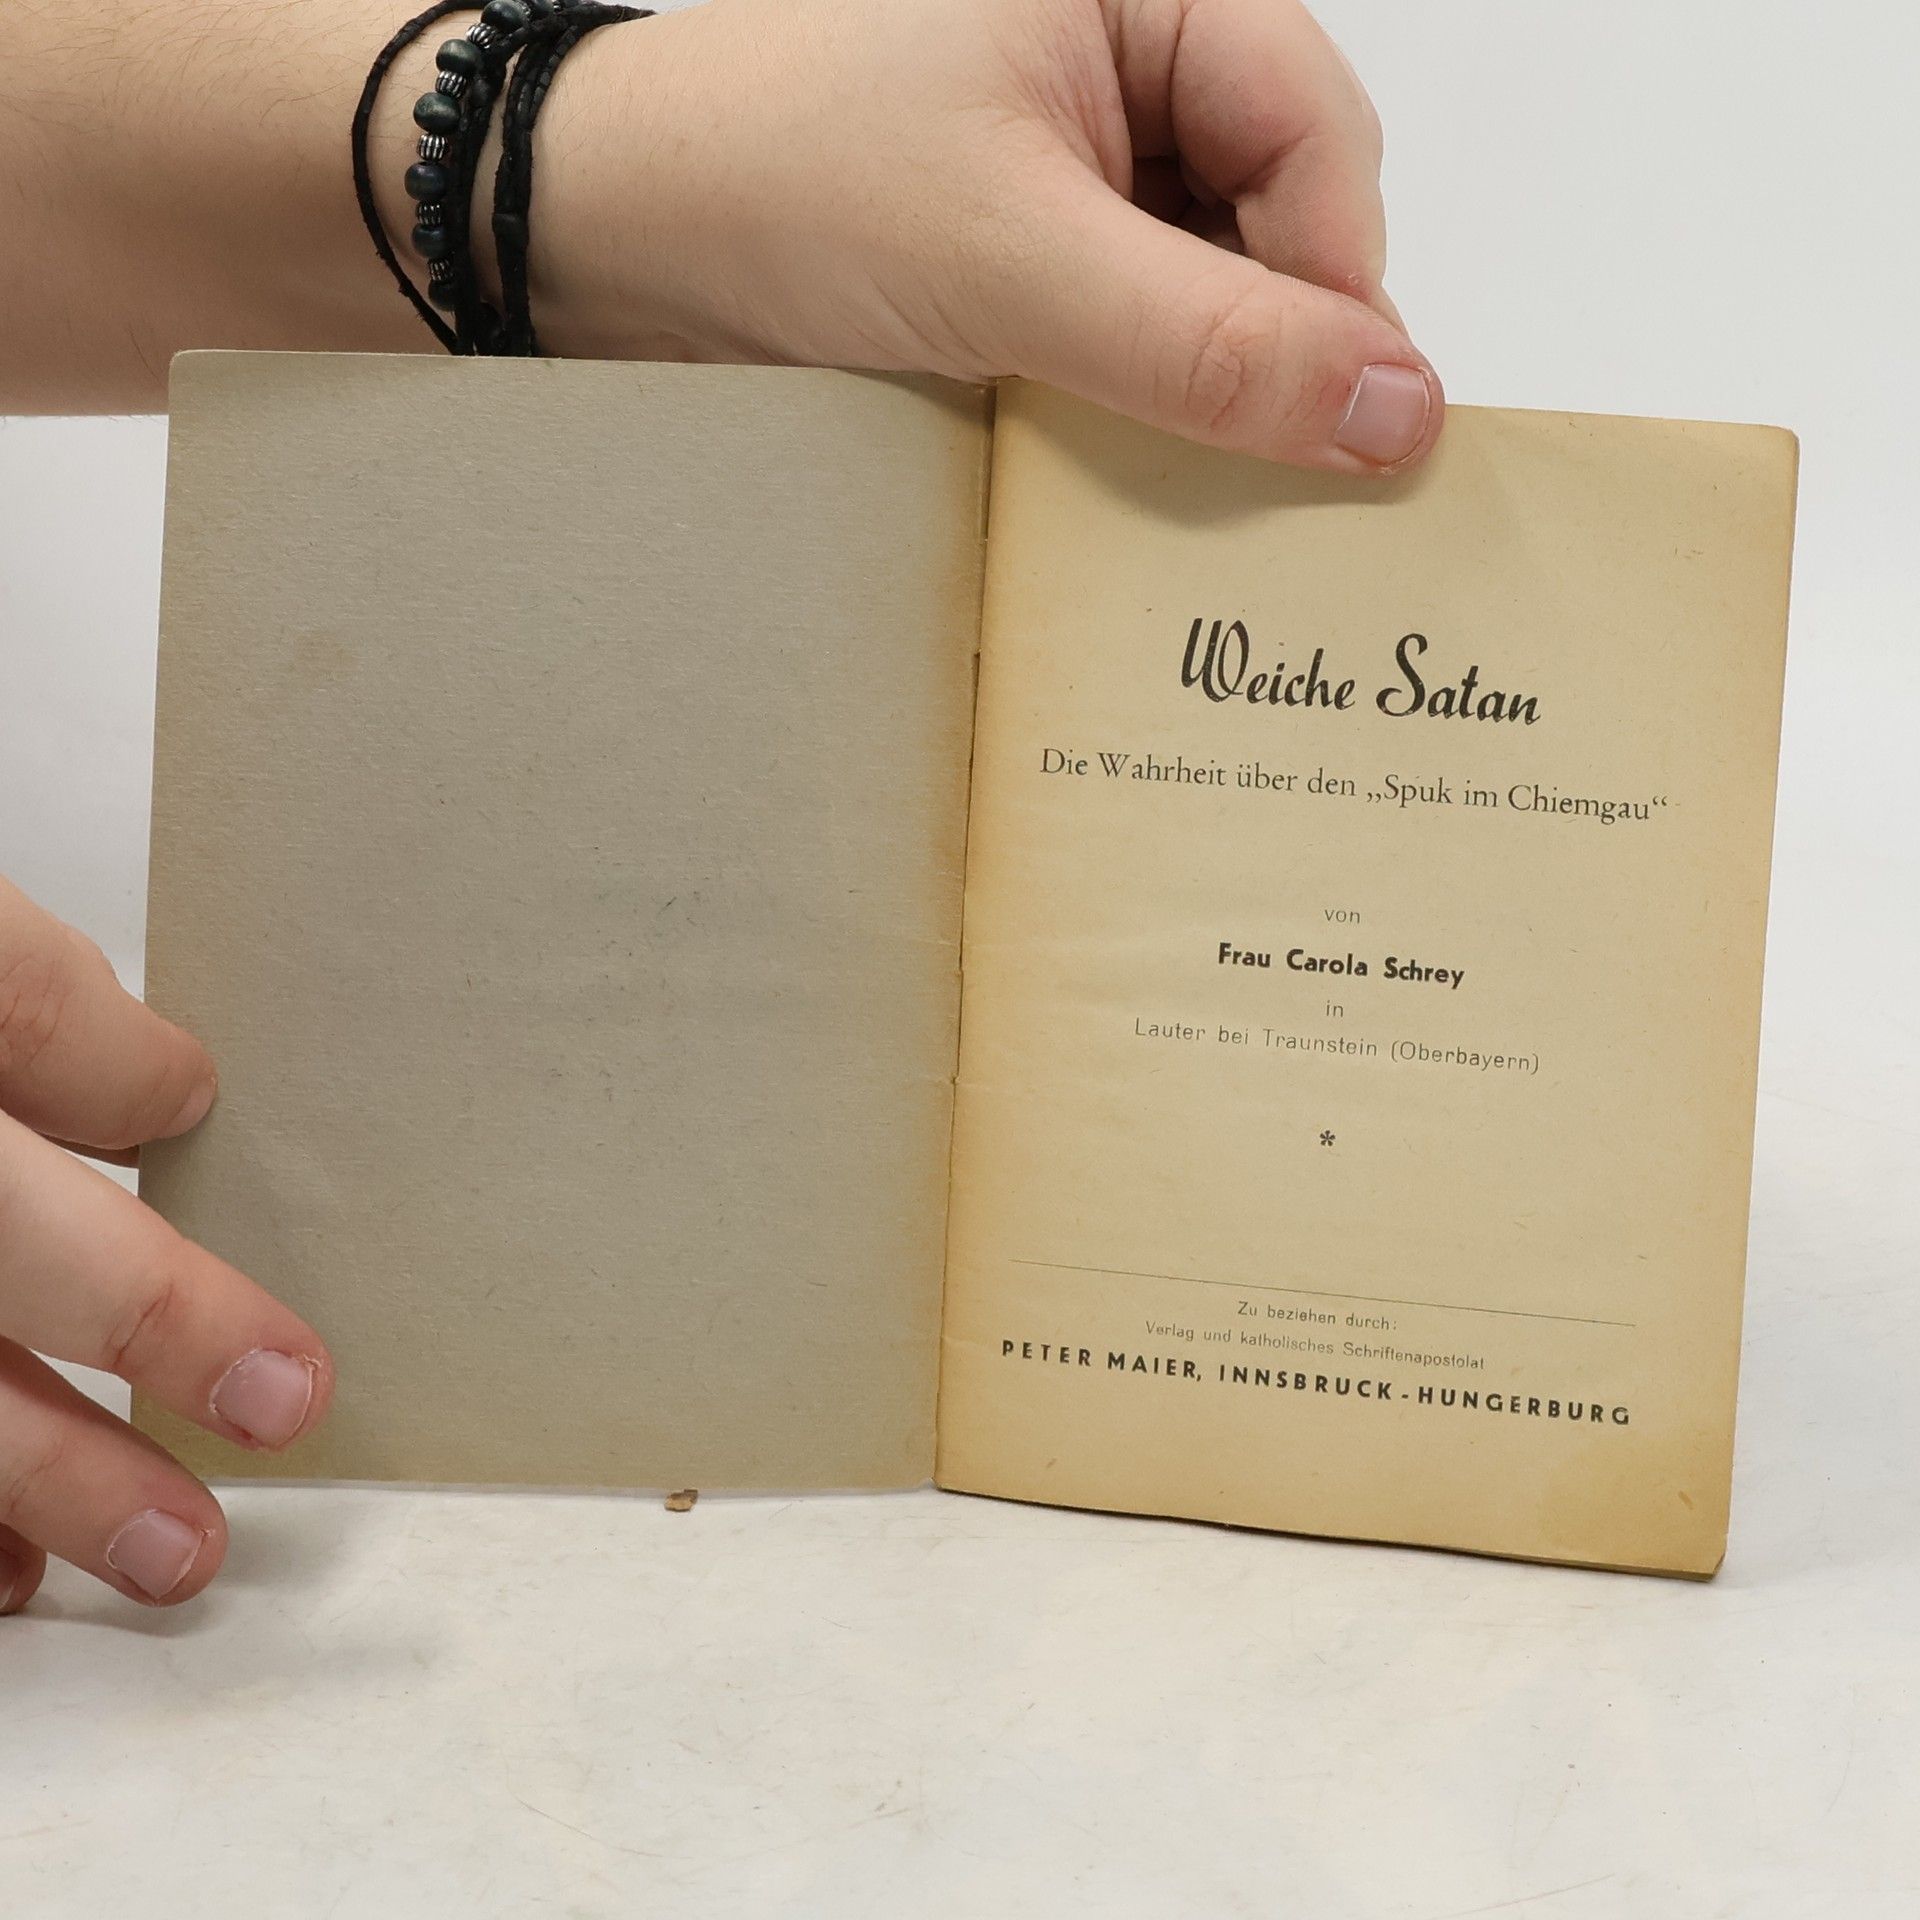 Weiche Satan
Die Wahrheit über den „Spuk im Chiemgau“
von
Frau Carola Schrey
in
Lauter bei Traunstein (Oberbayern)
*
Zu beziehen durch:
Verlag und katholisches Schriftenapostolat
PETER MAIER, INNSBRUCK-HUNGERBURG